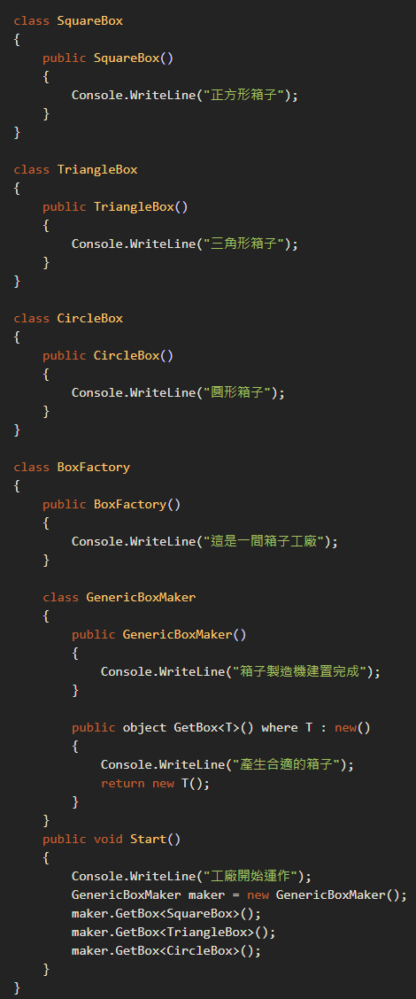 class SquareBox
{
    public SquareBox()
    {
        Console.WriteLine("正方形箱子");
    }
}

class TriangleBox
{
    public TriangleBox()
    {
        Console.WriteLine("三角形箱子");
    }
}

class CircleBox
{
    public CircleBox()
    {
        Console.WriteLine("圓形箱子");
    }
}

class BoxFactory
{
    public BoxFactory()
    {
        Console.WriteLine("這是一間箱子工廠");
    }

    class GenericBoxMaker
    {
        public GenericBoxMaker()
        {
            Console.WriteLine("箱子製造機建置完成");
        }

        public object GetBox<T>() where T : new()
        {
            Console.WriteLine("產生合適的箱子");
            return new T();
        }
    }
    public void Start()
    {
        Console.WriteLine("工廠開始運作");
        GenericBoxMaker maker = new GenericBoxMaker();
        maker.GetBox<SquareBox>();
        maker.GetBox<TriangleBox>();
        maker.GetBox<CircleBox>();
    }
}